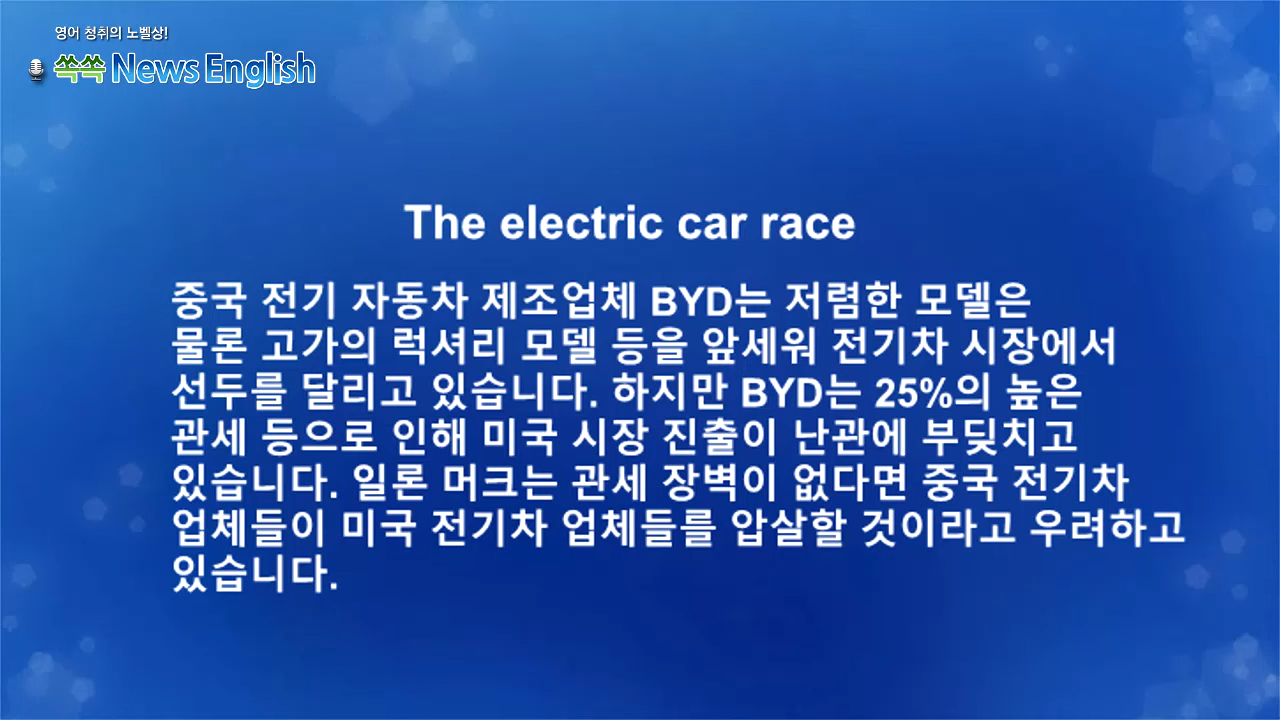 영어 청취의 노벨상!
쏙쏙 News English
The electric car race
중국 전기 자동차 제조업체 BYD는 저렴한 모델은
물론 고가의 럭셔리 모델 등을 앞세워 전기차 시장에서
선두를 달리고 있습니다. 하지만 BYD는 25%의 높은
관세 등으로 인해 미국 시장 진출이 난관에 부딪치고
있습니다. 일론 머크는 관세 장벽이 없다면 중국 전기차
업체들이 미국 전기차 업체들를 압살할 것이라고 우려하고
있습니다.